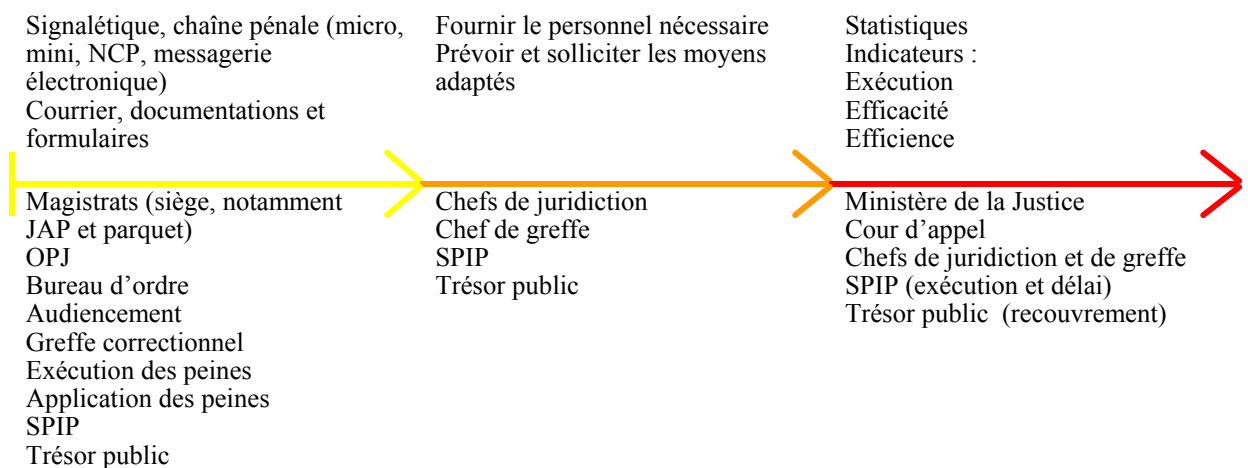 Signalétique, chaîne pénale (micro,
mini, NCP, messagerie
électronique)
Courrier, documentations et
formulaires
Fournir le personnel nécessaire
Prévoir et solliciter les moyens
adaptés
Statistiques
Indicateurs :
Exécution
Efficacité
Efficience
Magistrats (siège, notamment
JAP et parquet)
OPJ
Bureau d’ordre
Audiencement
Greffe correctionnel
Exécution des peines
Application des peines
SPIP
Trésor public
Chefs de juridiction
Chef de greffe
SPIP
Trésor public
Ministère de la Justice
Cour d’appel
Chefs de juridiction et de greffe
SPIP (exécution et délai)
Trésor public (recouvrement)